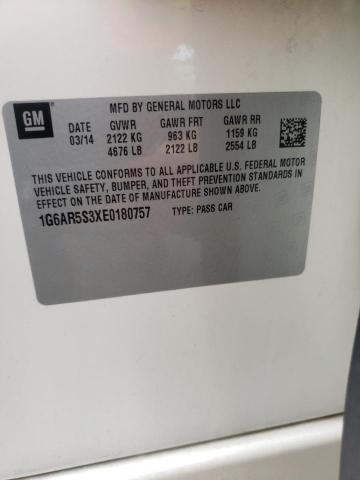 GM
MFD BY GENERAL MOTORS LLC
DATE GVWR GAWR FRT GAWR RR
03/14 2122 KG 963 KG 1159 KG
4676 LB 2122 LB 2554 LB
THIS VEHICLE CONFORMS TO ALL APPLICABLE U.S. FEDERAL MOTOR
VEHICLE SAFETY, BUMPER, AND THEFT PREVENTION STANDARDS IN
EFFECT ON THE DATE OF MANUFACTURE SHOWN ABOVE.
1G6AR5S3XE0180757 TYPE: PASS CAR